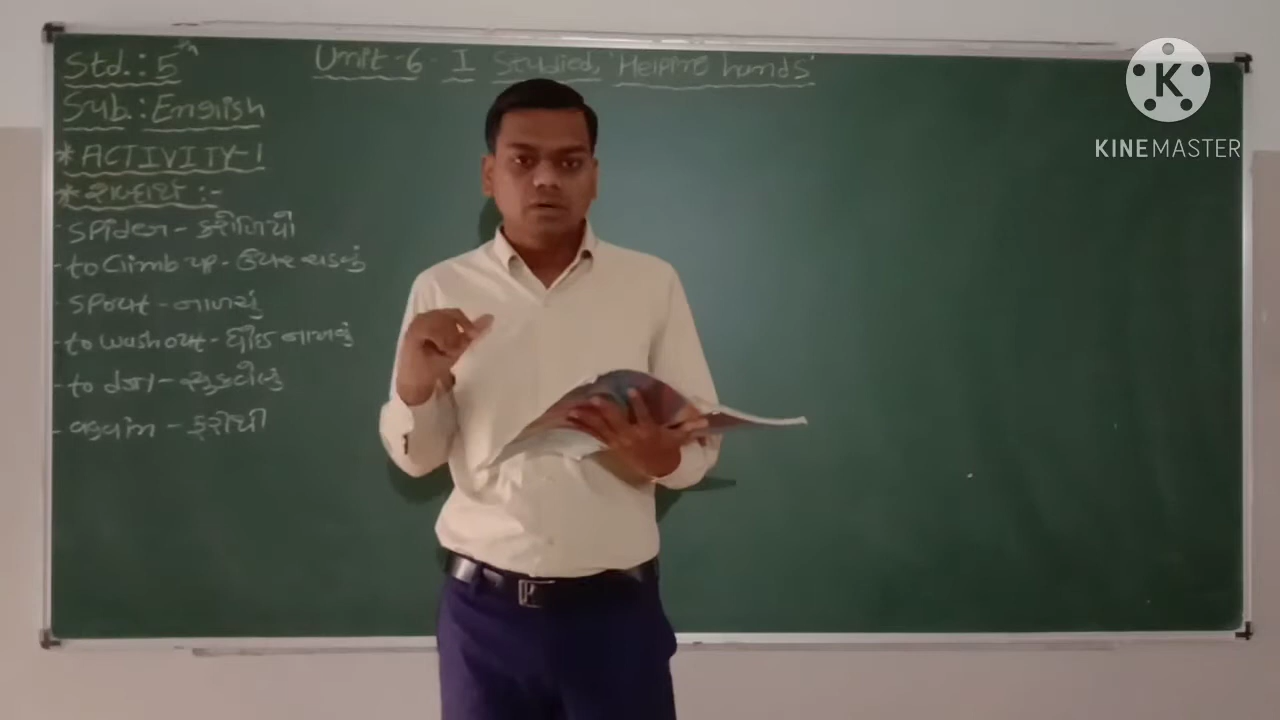 Std.: 5th
Unit-6. I Studied, 'Helping hands'
Sub.: English
* ACTIVITY-1
* શબ્દાર્થ :-
- spider - કરોળિયો
- to climb up - ઉપર ચડવું
- spout - નાળચું
- to wash out - ધોઈ નાખવું
- to dry - સુકવી દેવું
- again - ફરીથી
KINEMASTER